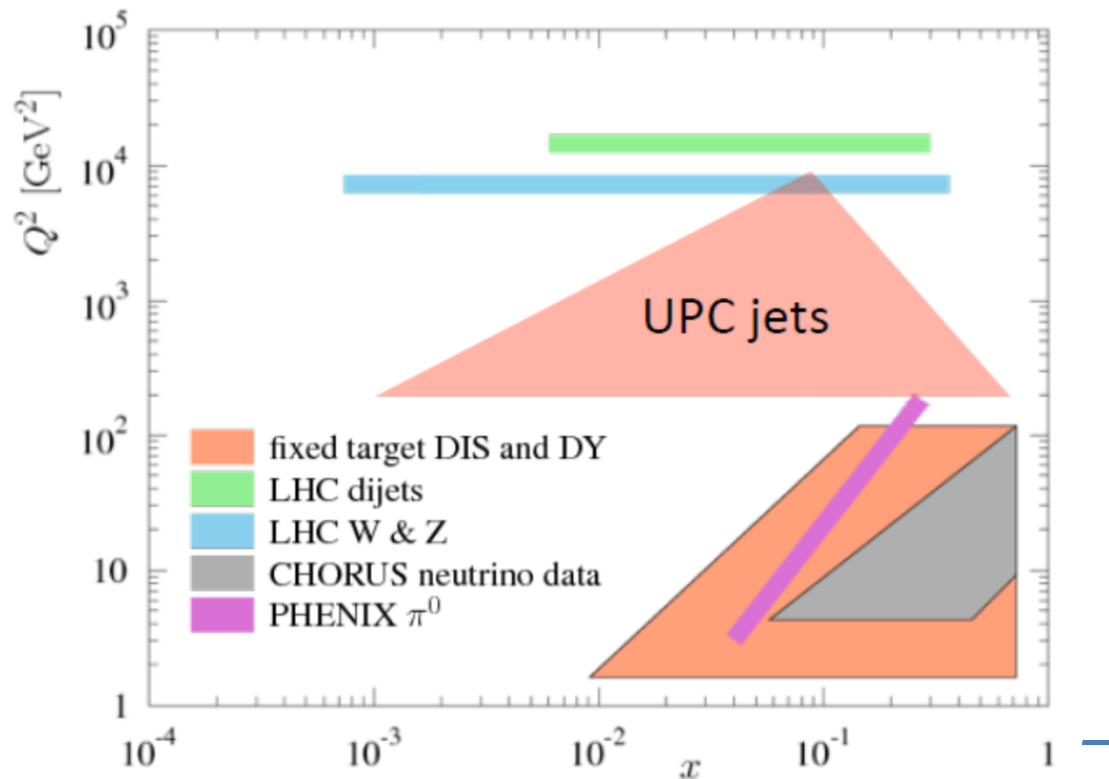 10^5
10^4
10^3
10^2
10
1
Q^2 [GeV^2]
UPC jets
fixed target DIS and DY
LHC dijets
LHC W & Z
CHORUS neutrino data
PHENIX π^0
10^-4 10^-3 10^-2 10^-1 1
x